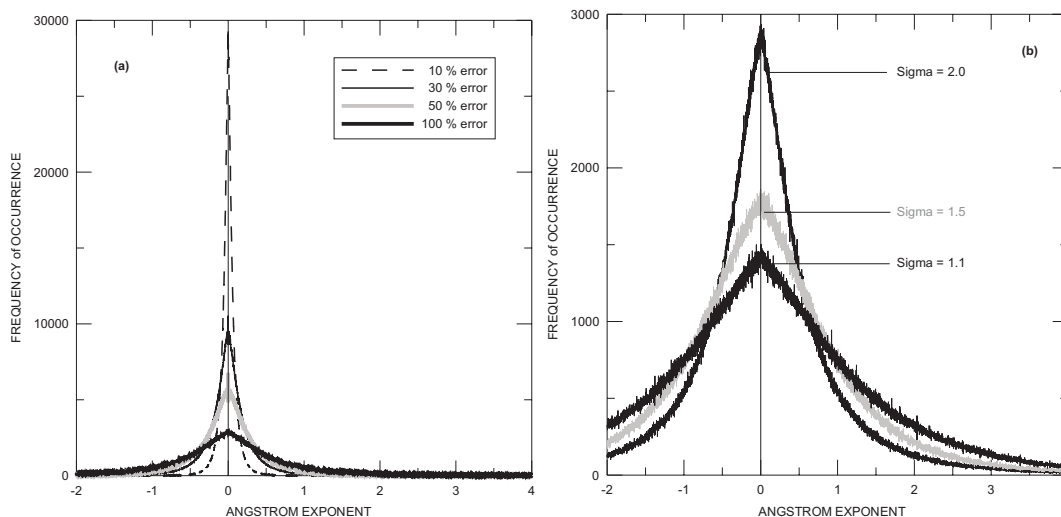 30000
20000
10000
0
FREQUENCY of OCCURRENCE
(a)
10 % error
30 % error
50 % error
100 % error
-2 -1 0 1 2 3 4
ANGSTROM EXPONENT
3000
2000
1000
0
FREQUENCY of OCCURRENCE
(b)
Sigma = 2.0
Sigma = 1.5
Sigma = 1.1
-2 -1 0 1 2 3
ANGSTROM EXPONENT